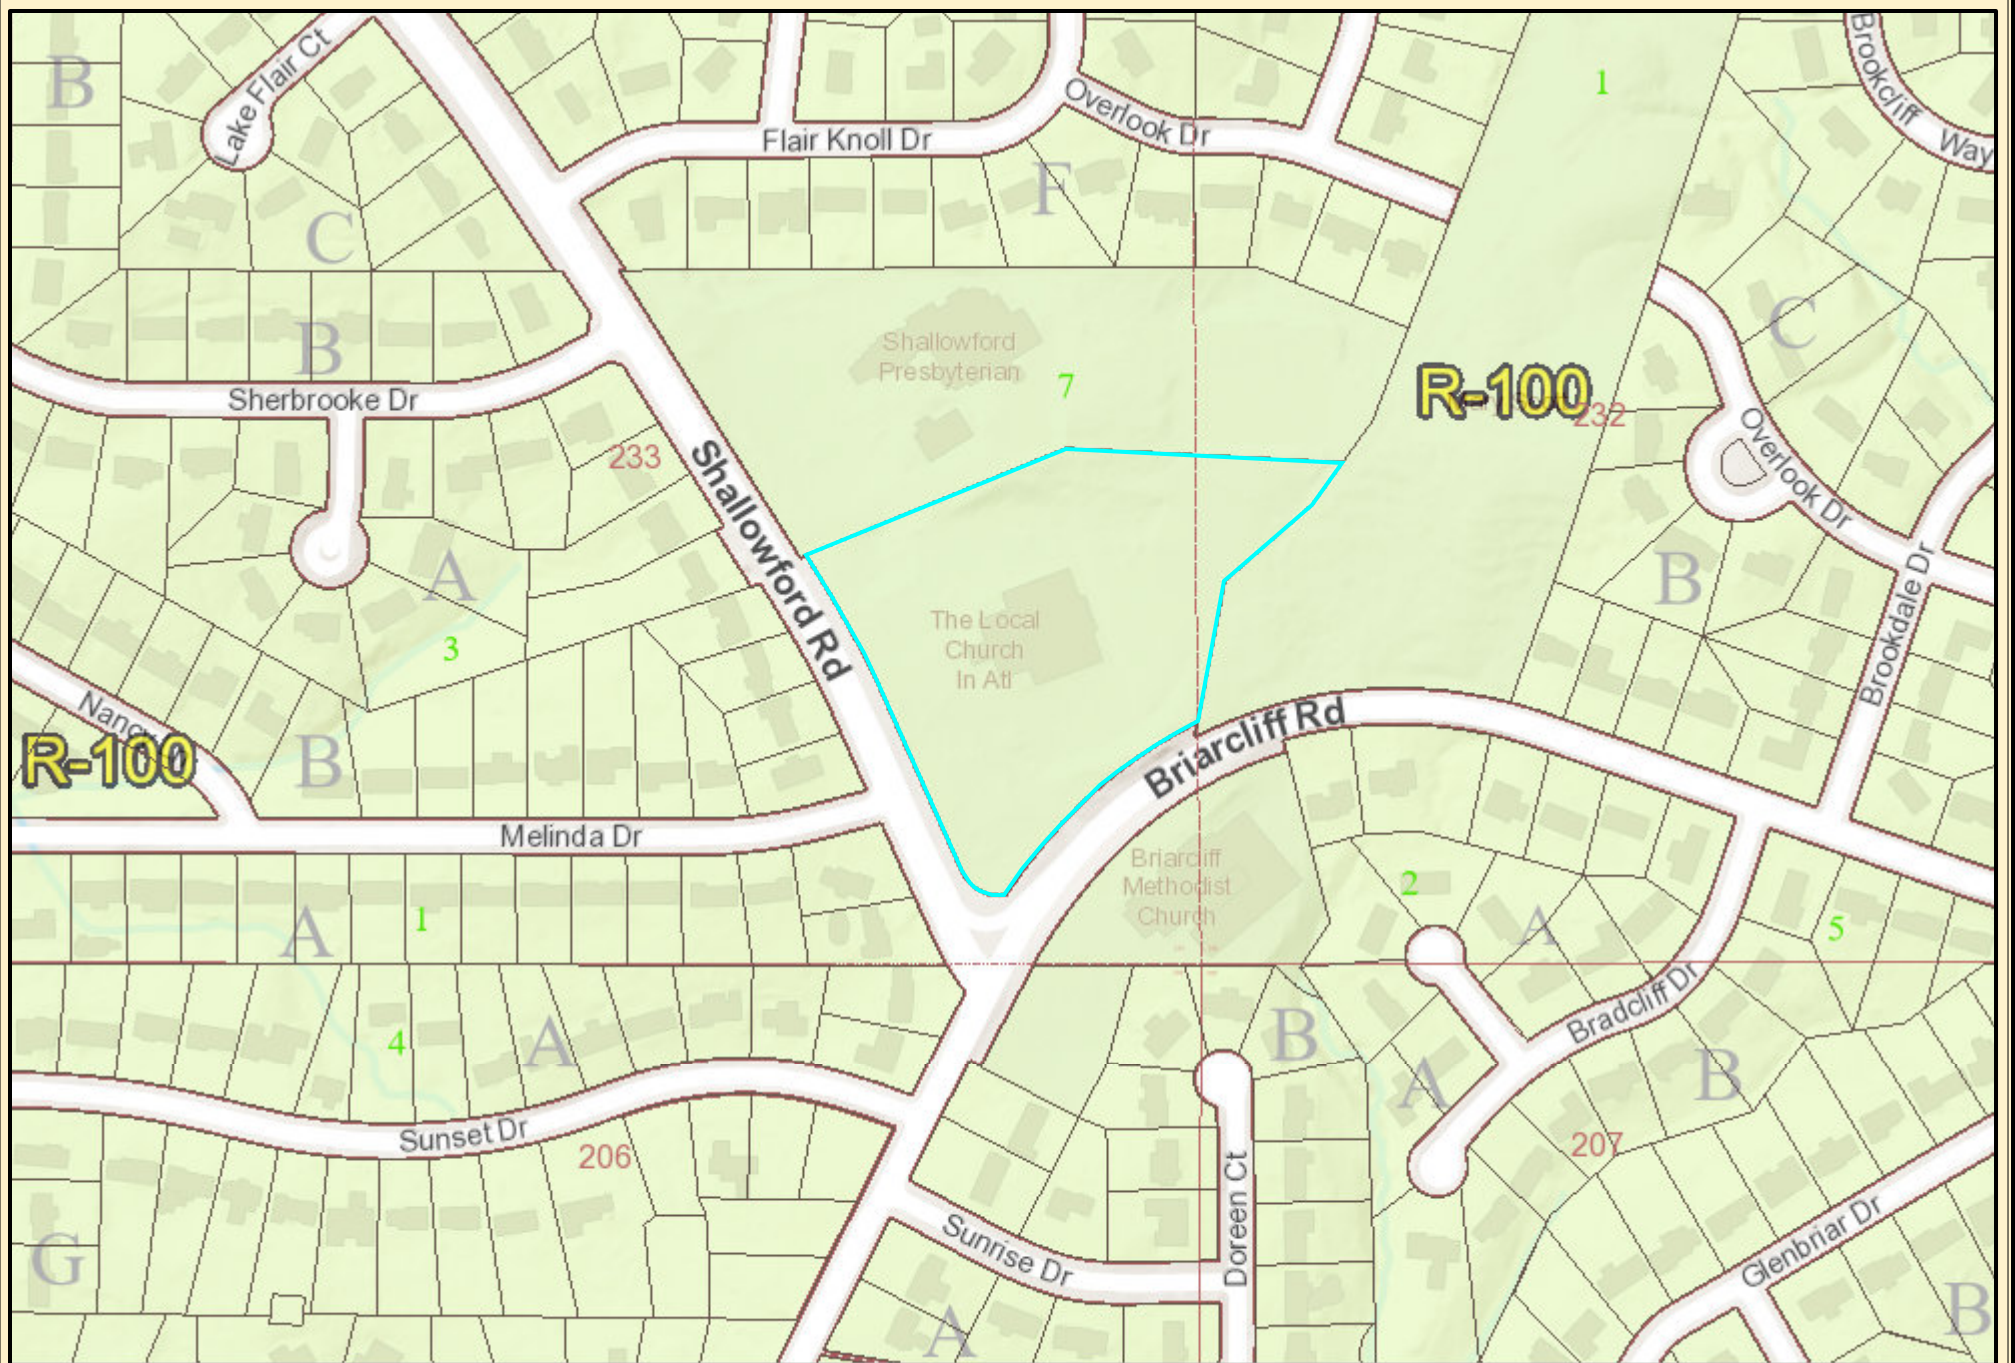 Lake Flair Ct
B
Brookcliff Way
1
Overlook Dr
Flair Knoll Dr
F
C
C
Shallowford
Presbyterian
7
B
Sherbrooke Dr
R-100
232
233
Overlook Dr
Shallowford Rd
A
B
3
The Local
Church
In Atl
Brookdale Dr
Nancy
R-100
B
Briarcliff Rd
Melinda Dr
Briarcliff
Methodist
Church
2
A
1
A
5
4
A
B
Bradcliff Dr
A
B
Sunset Dr
206
207
Doreen Ct
G
Sunrise Dr
Glenbriar Dr
A
B